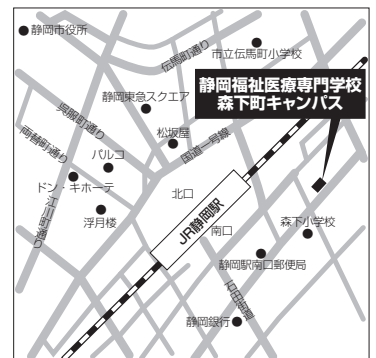 静岡市役所
伝馬町通り
市立伝馬町小学校
静岡福祉医療専門学校
森下町キャンパス
静岡東急スクエア
呉服町通り
松坂屋
国道一号線
両替町通り
パルコ
ドン・キホーテ
北口
浮月楼
江川町通り
JR静岡駅
南口
森下小学校
静岡駅南口郵便局
石田街道
静岡銀行